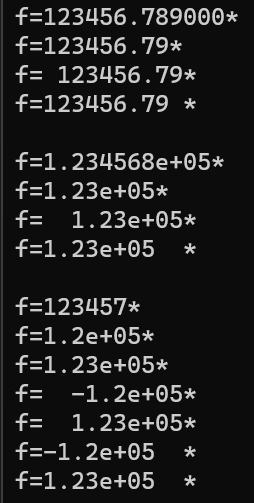 f=123456.789000*
f=123456.79*
f= 123456.79*
f=123456.79 *

f=1.234568e+05*
f=1.23e+05*
f=  1.23e+05*
f=1.23e+05  *

f=123457*
f=1.2e+05*
f=1.23e+05*
f=  -1.2e+05*
f=  1.23e+05*
f=-1.2e+05  *
f=1.23e+05  *